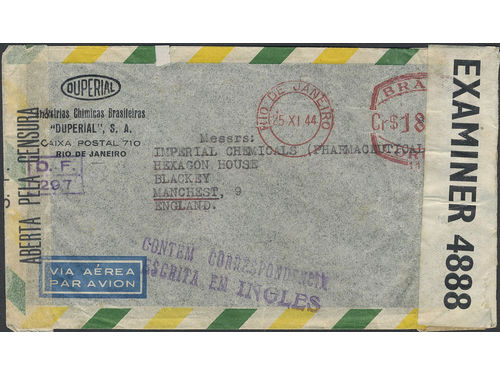 DUPERIAL
Indústrias Chimicas Brasileiras
"DUPERIAL", S. A.
CAIXA POSTAL 710
RIO DE JANEIRO
ABERTA PELA CENSURA
D. F.
297
RIO DE JANEIRO
25 XI 44
BRA
Cr$ 18
Messrs:
IMPERIAL CHEMICALS (PHARMACEUTICAL
HEXAGON HOUSE
BLACKEY
MANCHEST, 9
ENGLAND.
EXAMINER 4888
CONTEM CORRESPONDENCIA
ESCRITA EM INGLES
VIA AÉREA
PAR AVION